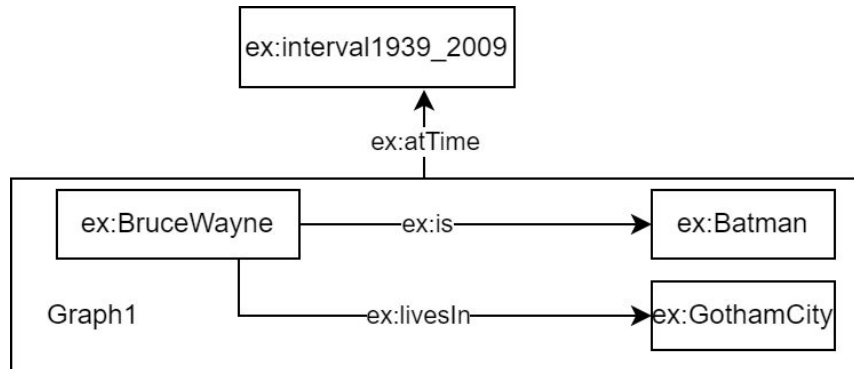 ex:interval1939_2009
ex:atTime
ex:BruceWayne ex:is ex:Batman
Graph1 ex:livesIn ex:GothamCity